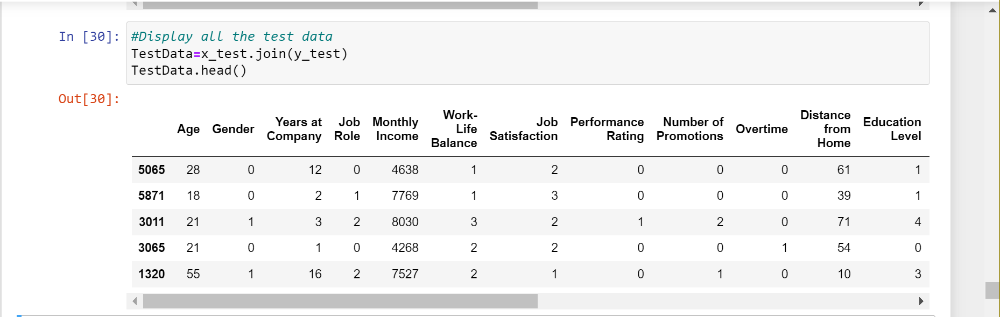 In [30]: #Display all the test data
TestData=x_test.join(y_test)
TestData.head()
Out[30]:
Age Gender Years at Company Job Role Monthly Income Work-Life Balance Job Satisfaction Performance Rating Number of Promotions Overtime Distance from Home Education Level
5065 28 0 12 0 4638 1 2 0 0 0 61 1
5871 18 0 2 1 7769 1 3 0 0 0 39 1
3011 21 1 3 2 8030 3 2 1 2 0 71 4
3065 21 0 1 0 4268 2 2 0 0 1 54 0
1320 55 1 16 2 7527 2 1 0 1 0 10 3